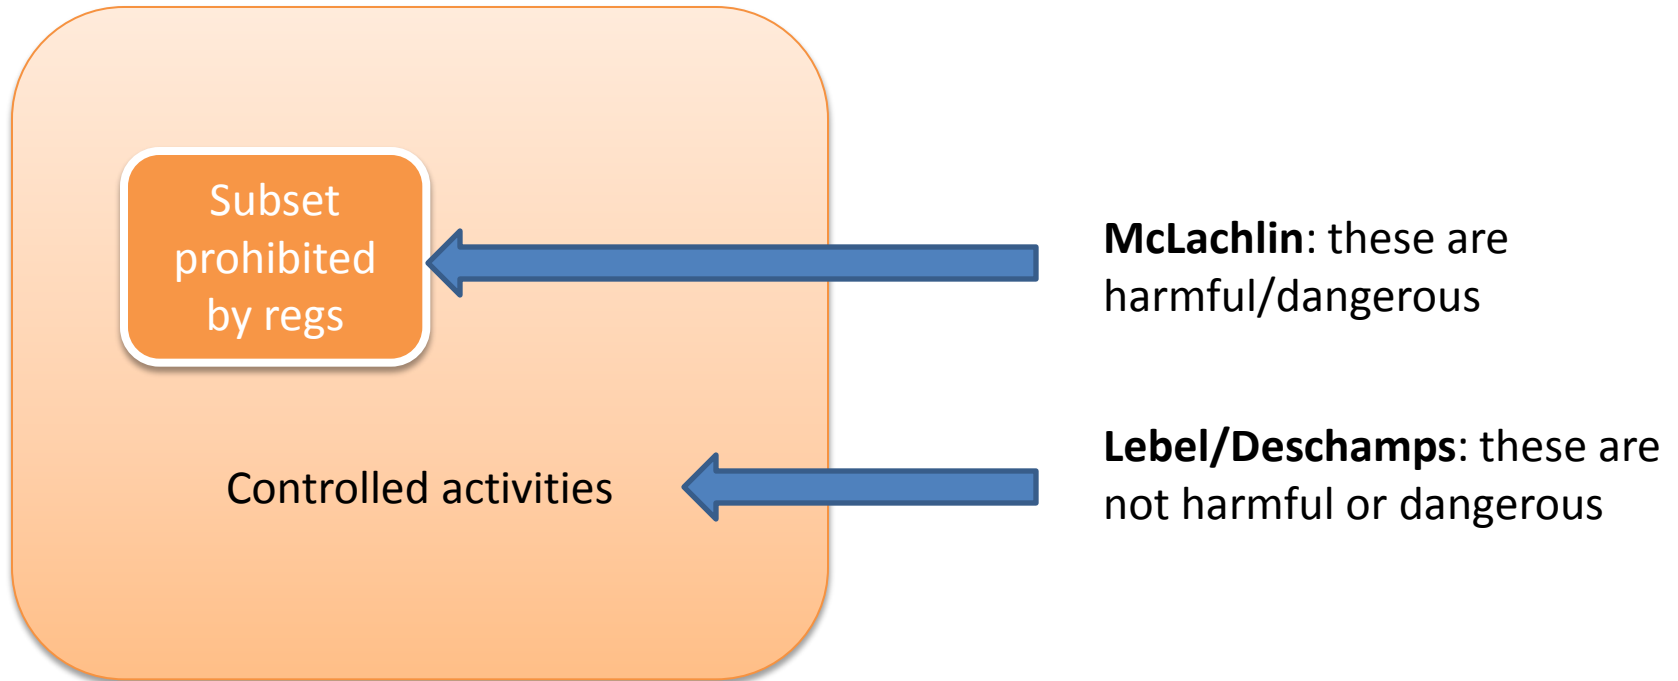 Subset
prohibited
by regs
McLachlin: these are
harmful/dangerous
Controlled activities
Lebel/Deschamps: these are
not harmful or dangerous